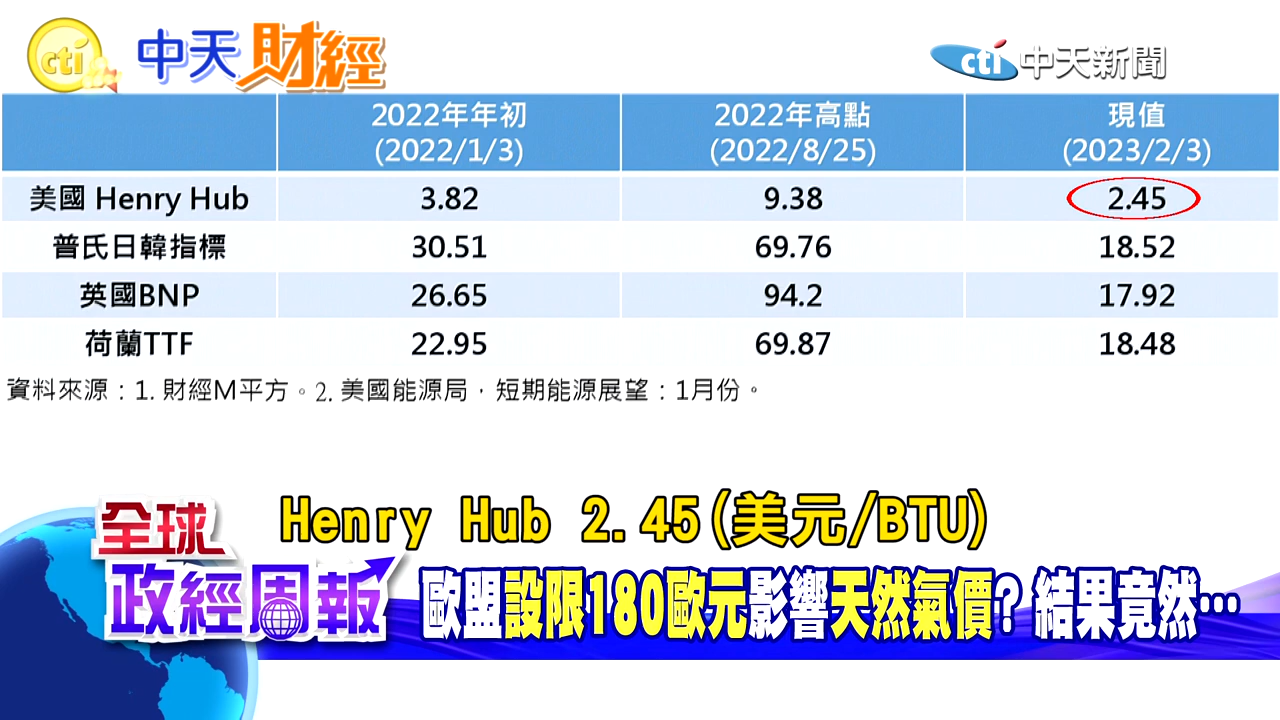 cti
中天財經
cti 中天新聞
2022年年初 2022年高點 現值
(2022/1/3) (2022/8/25) (2023/2/3)
美國 Henry Hub 3.82 9.38 2.45
普氏日韓指標 30.51 69.76 18.52
英國BNP 26.65 94.2 17.92
荷蘭TTF 22.95 69.87 18.48
資料來源：1. 財經M平方。2. 美國能源局，短期能源展望：1月份。
Henry Hub 2.45(美元/BTU)
全球
政經周報
歐盟設限180歐元影響天然氣價? 結果竟然…